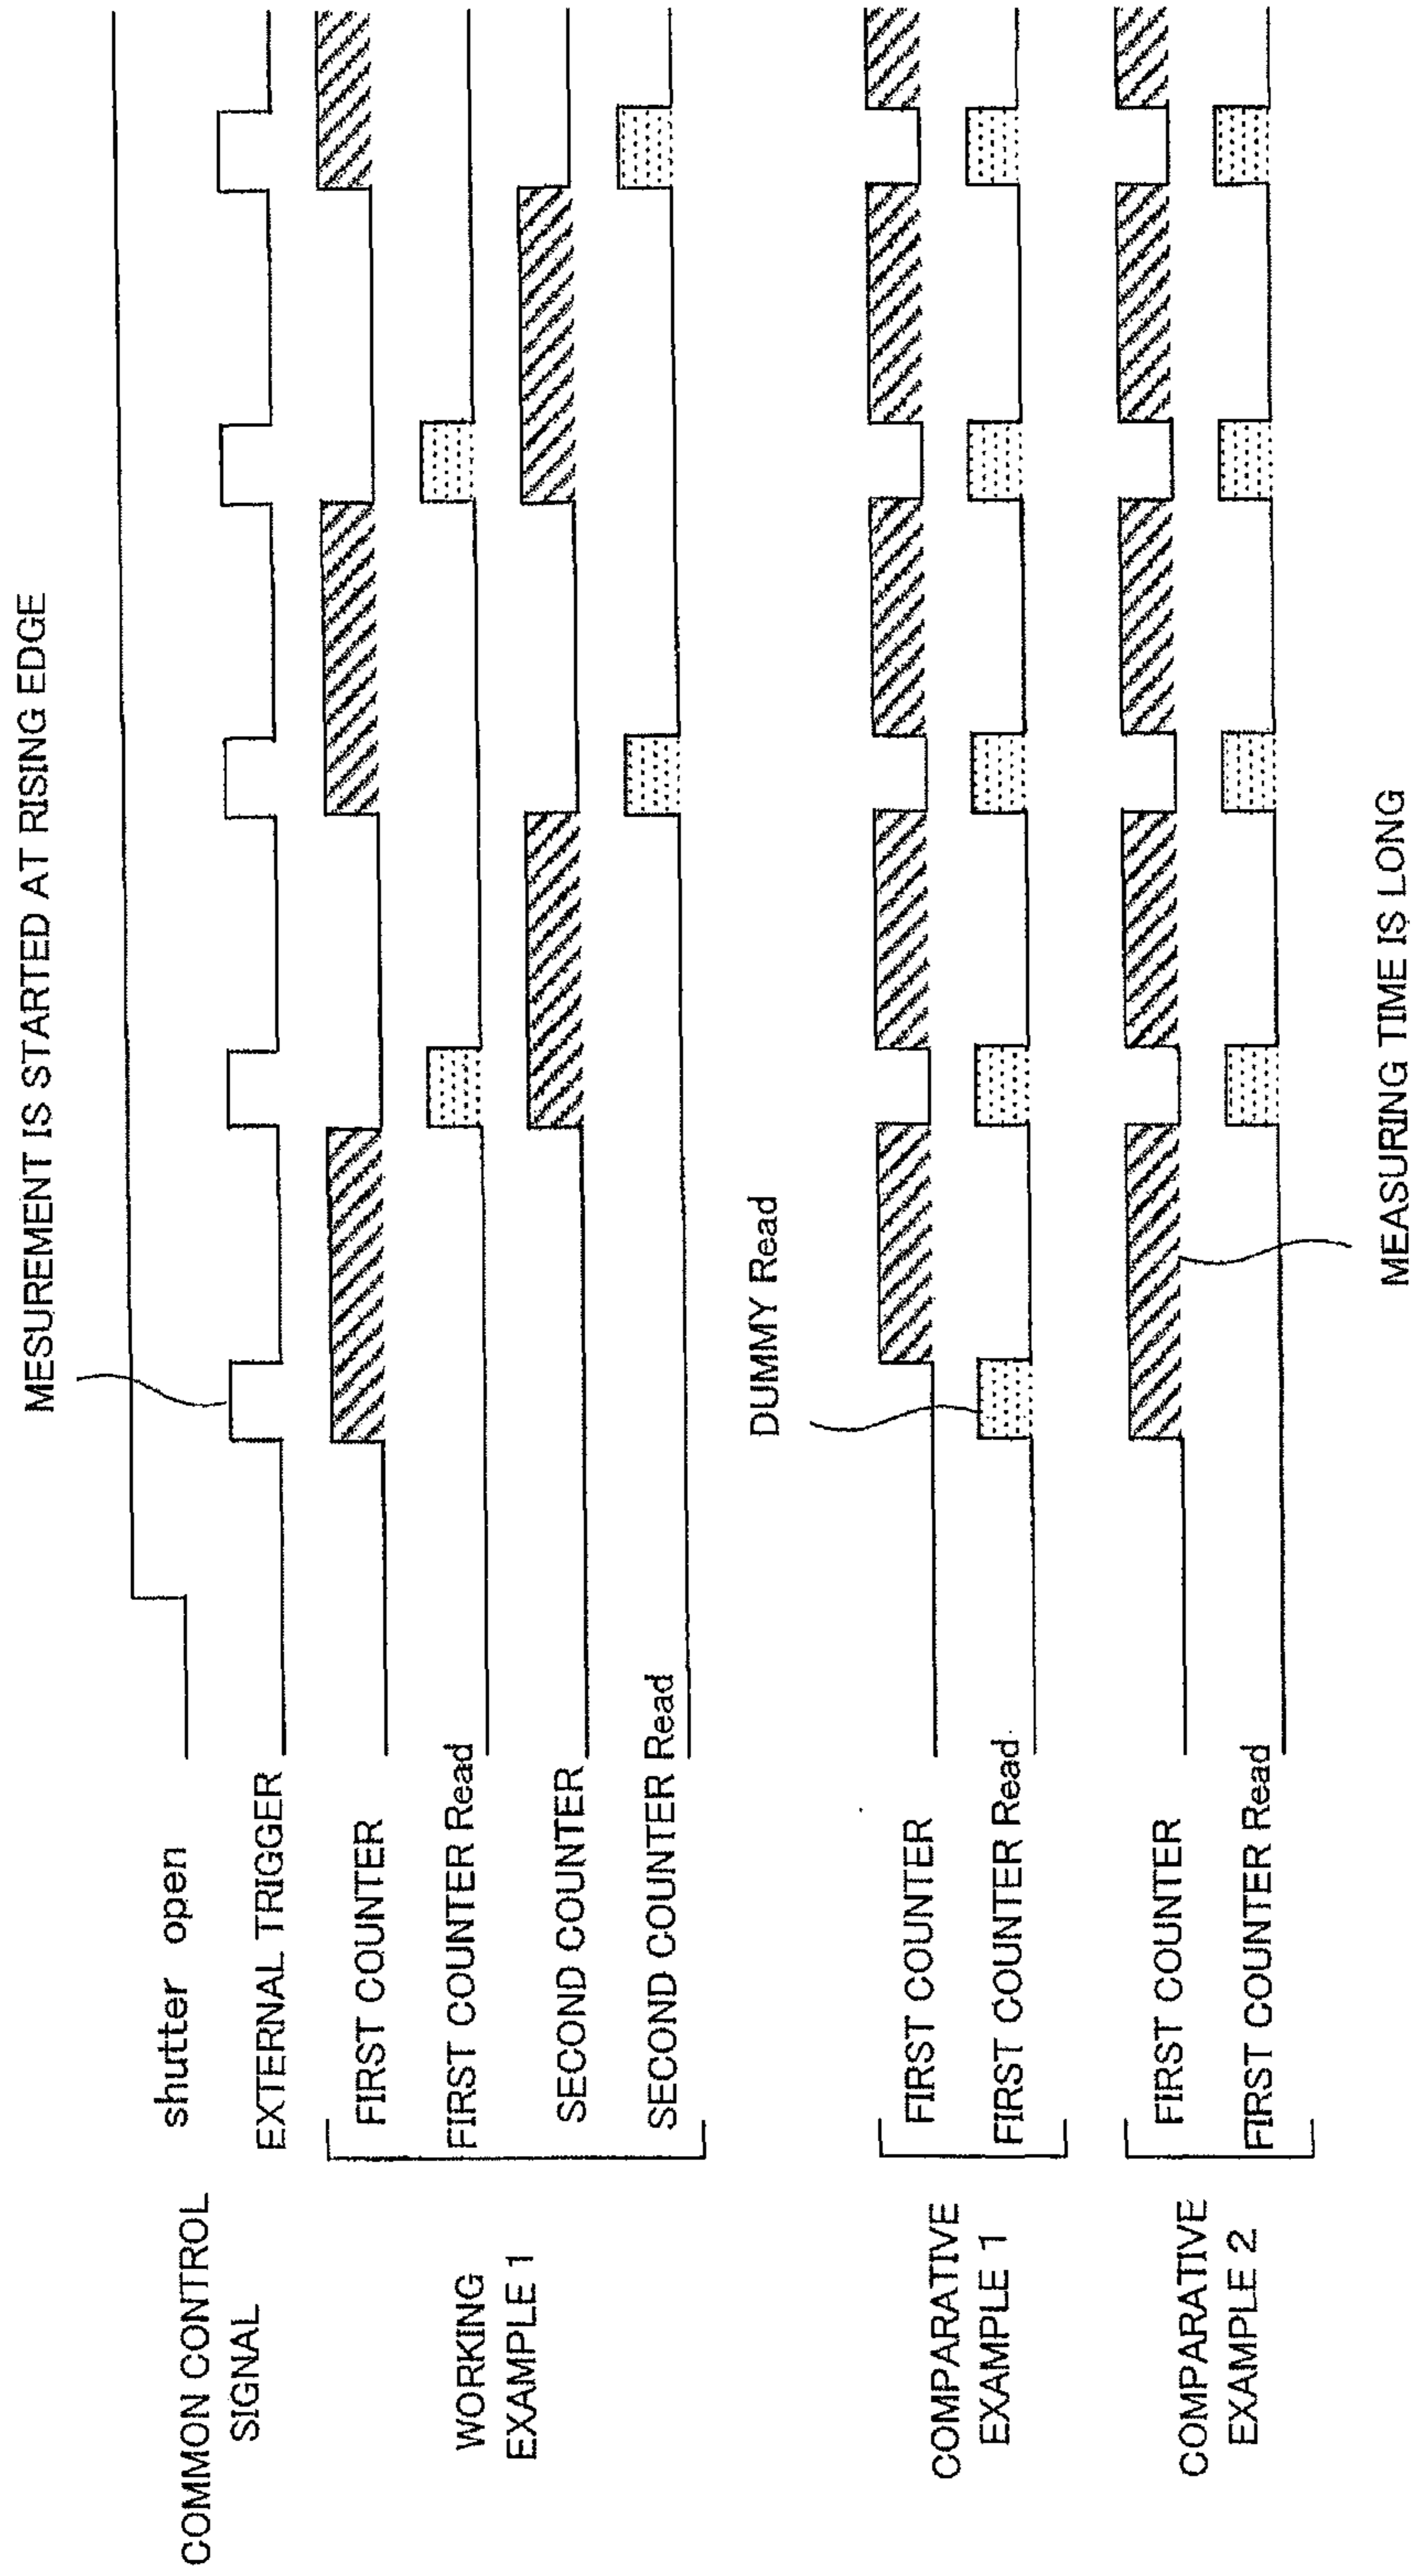 MESUREMENT IS STARTED AT RISING EDGE
COMMON CONTROL
SIGNAL
shutter open
EXTERNAL TRIGGER
WORKING
EXAMPLE 1
FIRST COUNTER
FIRST COUNTER Read
SECOND COUNTER
SECOND COUNTER Read
DUMMY Read
COMPARATIVE
EXAMPLE 1
FIRST COUNTER
FIRST COUNTER Read
COMPARATIVE
EXAMPLE 2
FIRST COUNTER
FIRST COUNTER Read
MEASURING TIME IS LONG